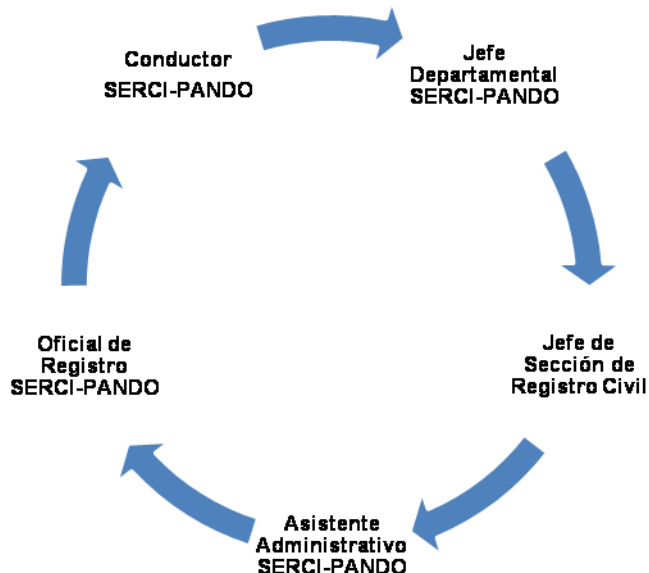 Conductor
SERCI-PANDO
Jefe
Departamental
SERCI-PANDO
Jefe de
Sección de
Registro Civil
Asistente
Administrativo
SERCI-PANDO
Oficial de
Registro
SERCI-PANDO